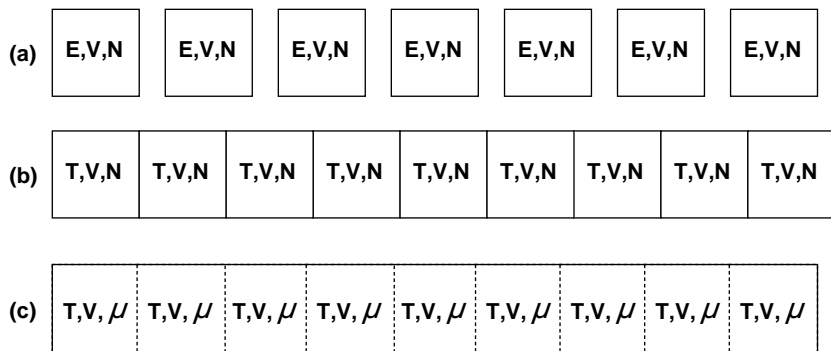 (a) E,V,N E,V,N E,V,N E,V,N E,V,N E,V,N E,V,N
(b) T,V,N T,V,N T,V,N T,V,N T,V,N T,V,N T,V,N T,V,N T,V,N
(c) T,V, μ T,V, μ T,V, μ T,V, μ T,V, μ T,V, μ T,V, μ T,V, μ T,V, μ